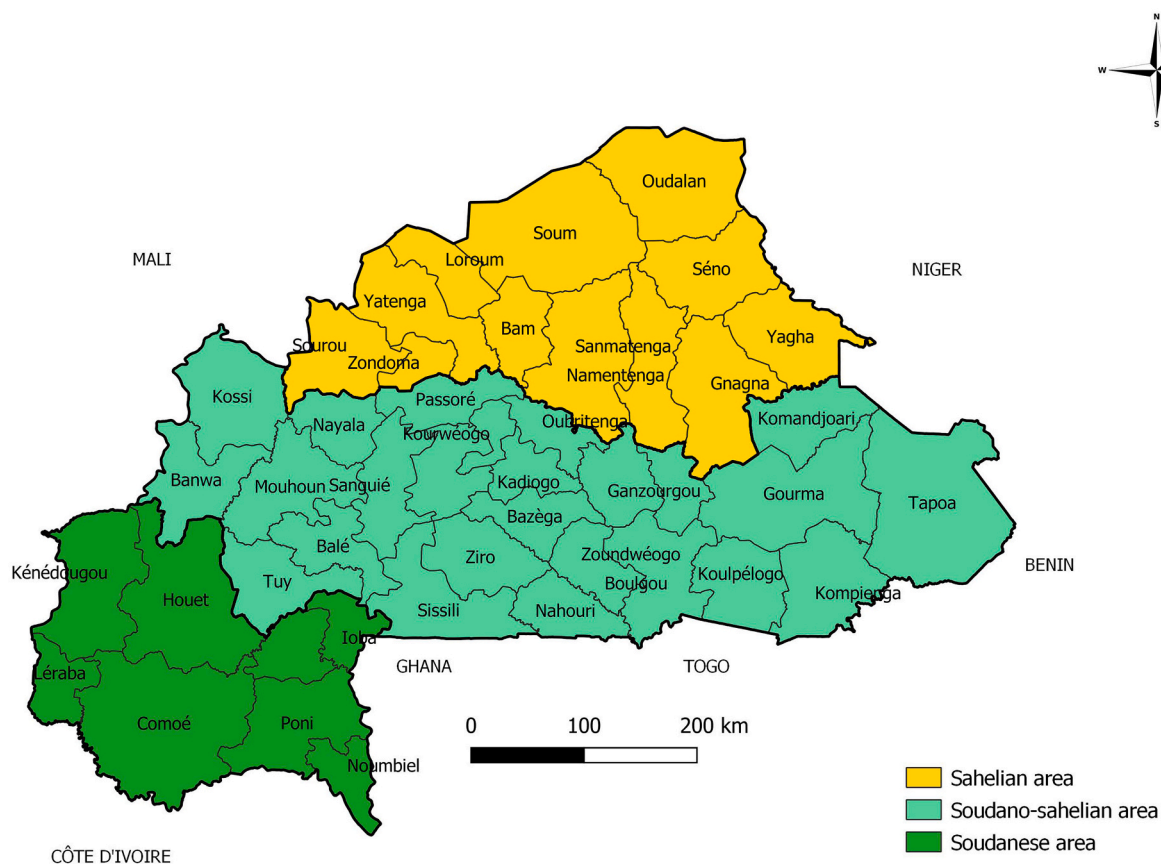 N
W
S
Oudalan
Soum
MALI
Loroum
Séno
NIGER
Yatenga
Bam
Yagha
Sourou
Sanmatenga
Zondoma
Namentenga
Gnagna
Kossi
Passoré
Oubritenga
Komandjoari
Nayala
Kourwéogo
Banwa
Mouhoun
Sanguié
Kadiogo
Ganzourgou
Gourma
Tapoa
Bazèga
Balé
Ziro
Zoundwéogo
BENIN
Kénédougou
Tuy
Boulgou
Koulpélogo
Houet
Sissili
Nahouri
Kompienga
Ioba
GHANA
TOGO
Léraba
Comoé
Poni
0 100 200 km
Noumbiel
Sahelian area
Soudano-sahelian area
Soudanese area
CÔTE D'IVOIRE